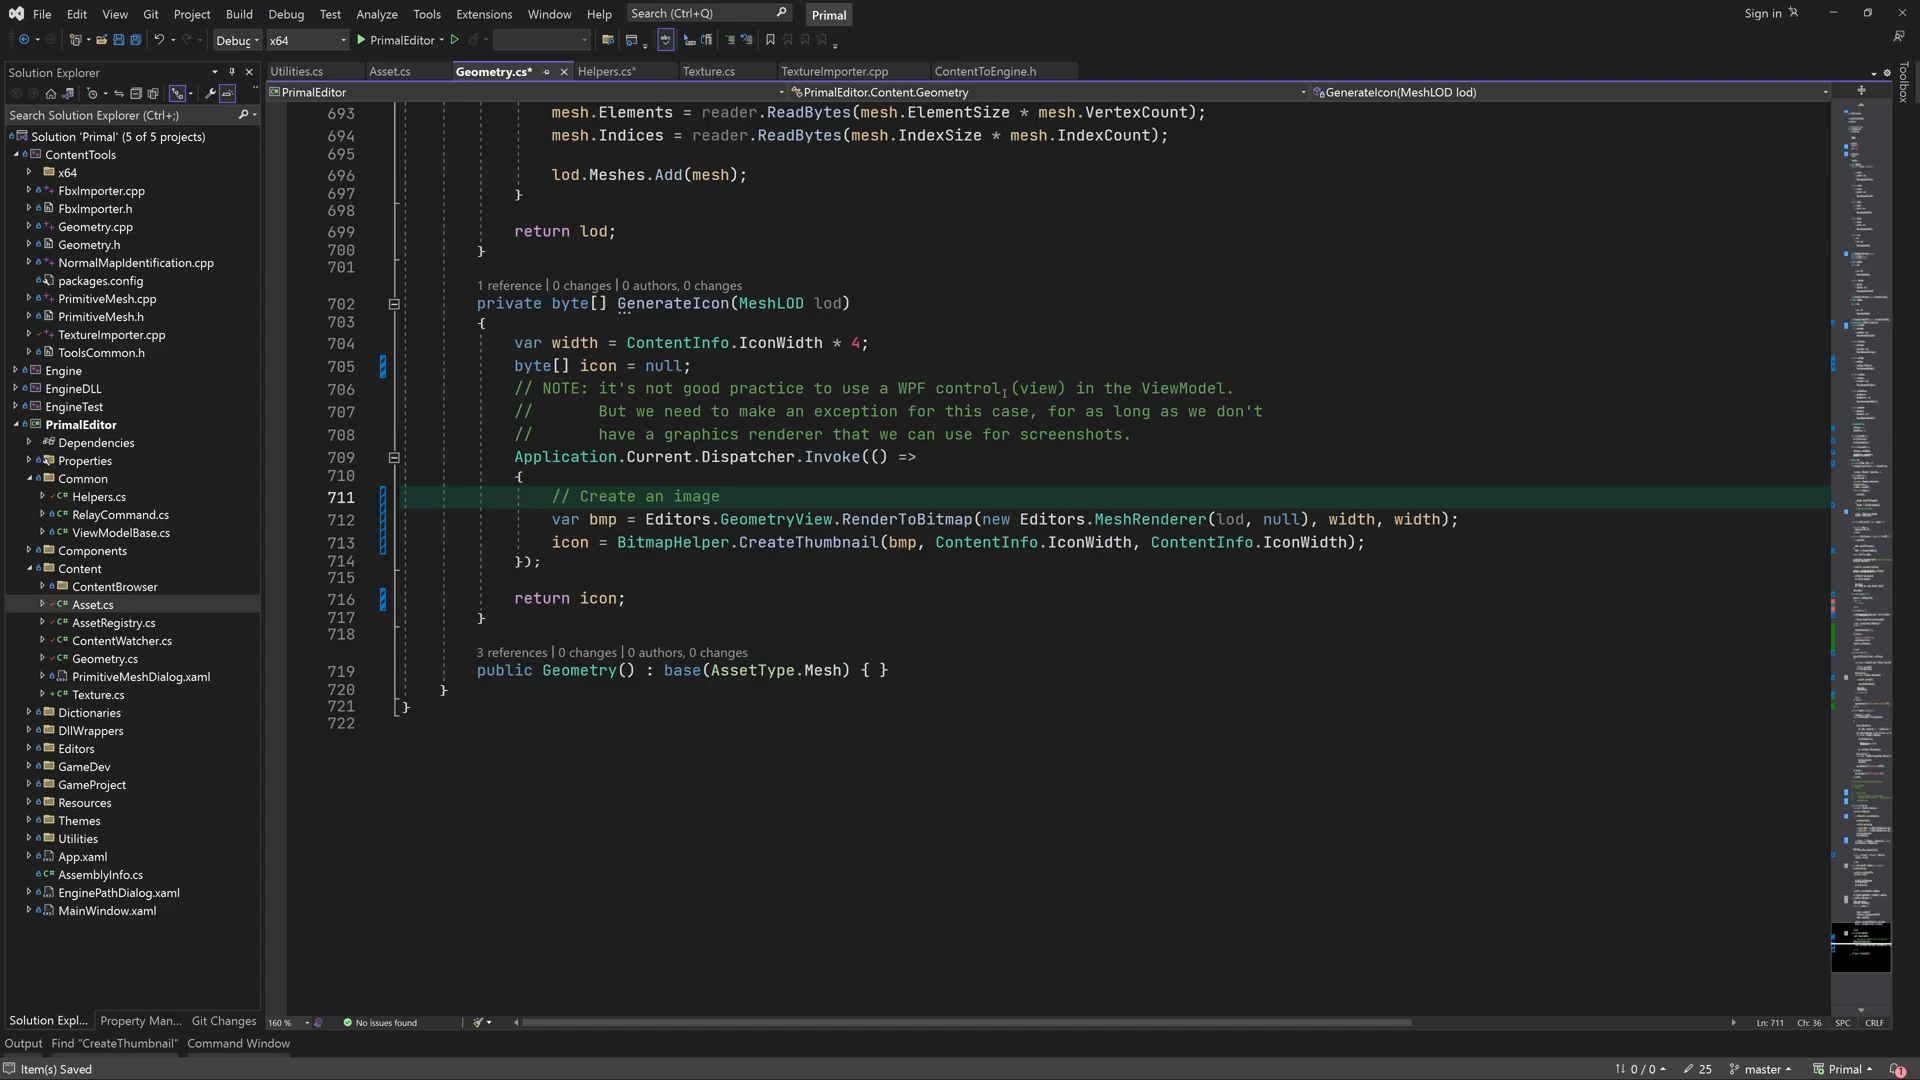 File Edit View Git Project Build Debug Test Analyze Tools Extensions Window Help Search (Ctrl+Q) Primal Sign in
Debug x64 PrimalEditor
Solution Explorer
Search Solution Explorer (Ctrl+;)
Solution 'Primal' (5 of 5 projects)
ContentTools
x64
FbxImporter.cpp
FbxImporter.h
Geometry.cpp
Geometry.h
NormalMapIdentification.cpp
packages.config
PrimitiveMesh.cpp
PrimitiveMesh.h
TextureImporter.cpp
ToolsCommon.h
Engine
EngineDLL
EngineTest
PrimalEditor
Dependencies
Properties
Common
Helpers.cs
RelayCommand.cs
ViewModelBase.cs
Components
Content
ContentBrowser
Asset.cs
AssetRegistry.cs
ContentWatcher.cs
Geometry.cs
PrimitiveMeshDialog.xaml
Texture.cs
Dictionaries
DllWrappers
Editors
GameDev
GameProject
Resources
Themes
Utilities
App.xaml
AssemblyInfo.cs
EnginePathDialog.xaml
MainWindow.xaml
Solution Expl... Property Man... Git Changes
Utilities.cs Asset.cs Geometry.cs* Helpers.cs* Texture.cs TextureImporter.cpp ContentToEngine.h
PrimalEditor PrimalEditor.Content.Geometry GenerateIcon(MeshLOD lod)
693 mesh.Elements = reader.ReadBytes(mesh.ElementSize * mesh.VertexCount);
694 mesh.Indices = reader.ReadBytes(mesh.IndexSize * mesh.IndexCount);
695
696 lod.Meshes.Add(mesh);
697 }
698
699 return lod;
700 }
701
1 reference | 0 changes | 0 authors, 0 changes
702 private byte[] GenerateIcon(MeshLOD lod)
703 {
704 var width = ContentInfo.IconWidth * 4;
705 byte[] icon = null;
706 // NOTE: it's not good practice to use a WPF control (view) in the ViewModel.
707 // But we need to make an exception for this case, for as long as we don't
708 // have a graphics renderer that we can use for screenshots.
709 Application.Current.Dispatcher.Invoke(() =>
710 {
711 // Create an image
712 var bmp = Editors.GeometryView.RenderToBitmap(new Editors.MeshRenderer(lod, null), width, width);
713 icon = BitmapHelper.CreateThumbnail(bmp, ContentInfo.IconWidth, ContentInfo.IconWidth);
714 });
715
716 return icon;
717 }
718
3 references | 0 changes | 0 authors, 0 changes
719 public Geometry() : base(AssetType.Mesh) { }
720 }
721 }
722
Toolbox
160 % No issues found Ln: 711 Ch: 36 SPC CRLF
Output Find "CreateThumbnail" Command Window
Item(s) Saved 0 / 0 25 master Primal 1